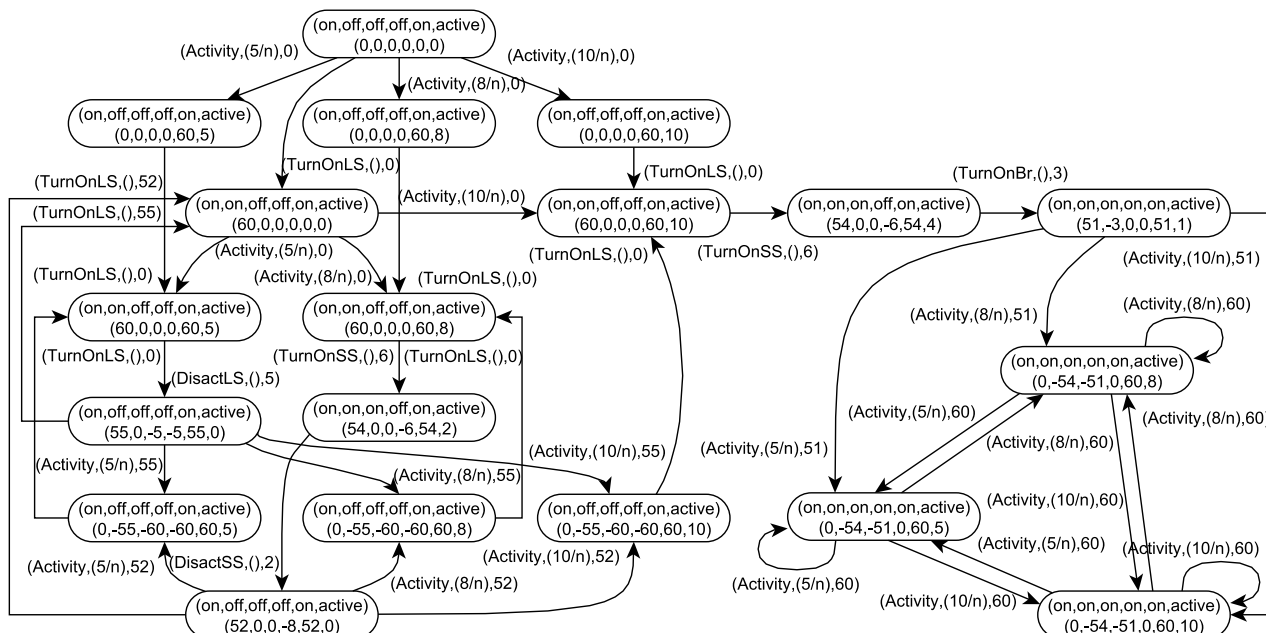 (on,off,off,off,on,active)
(0,0,0,0,0,0)
(Activity,(5/n),0)
(Activity,(10/n),0)
(Activity,(8/n),0)
(on,off,off,off,on,active)
(0,0,0,0,60,5)
(on,off,off,off,on,active)
(0,0,0,0,60,8)
(on,off,off,off,on,active)
(0,0,0,0,60,10)
(TurnOnLS,(),0)
(TurnOnLS,(),52)
(TurnOnLS,(),0)
(TurnOnBr,(),3)
(TurnOnLS,(),55)
(on,on,off,off,on,active)
(60,0,0,0,0,0)
(Activity,(10/n),0)
(on,on,off,off,on,active)
(60,0,0,0,60,10)
(on,on,on,off,on,active)
(54,0,0,-6,54,4)
(on,on,on,on,on,active)
(51,-3,0,0,51,1)
(Activity,(5/n),0)
(TurnOnLS,(),0)
(TurnOnSS,(),6)
(Activity,(10/n),51)
(TurnOnLS,(),0)
(Activity,(8/n),0)
(TurnOnLS,(),0)
(Activity,(8/n),60)
(on,on,off,off,on,active)
(60,0,0,0,60,5)
(on,on,off,off,on,active)
(60,0,0,0,60,8)
(Activity,(8/n),51)
(TurnOnLS,(),0)
(TurnOnSS,(),6)
(TurnOnLS,(),0)
(on,on,on,on,on,active)
(0,-54,-51,0,60,8)
(DisactLS,(),5)
(on,off,off,off,on,active)
(55,0,-5,-5,55,0)
(on,on,on,off,on,active)
(54,0,0,-6,54,2)
(Activity,(5/n),60)
(Activity,(8/n),60)
(Activity,(8/n),60)
(Activity,(5/n),51)
(Activity,(10/n),55)
(Activity,(5/n),55)
(Activity,(8/n),55)
(Activity,(10/n),60)
(on,off,off,off,on,active)
(0,-55,-60,-60,60,5)
(on,off,off,off,on,active)
(0,-55,-60,-60,60,8)
(on,off,off,off,on,active)
(0,-55,-60,-60,60,10)
(on,on,on,on,on,active)
(0,-54,-51,0,60,5)
(Activity,(5/n),60)
(Activity,(10/n),60)
(Activity,(5/n),52)
(DisactSS,(),2)
(Activity,(10/n),52)
(Activity,(8/n),52)
(Activity,(5/n),60)
(Activity,(10/n),60)
(on,off,off,off,on,active)
(52,0,0,-8,52,0)
(on,on,on,on,on,active)
(0,-54,-51,0,60,10)